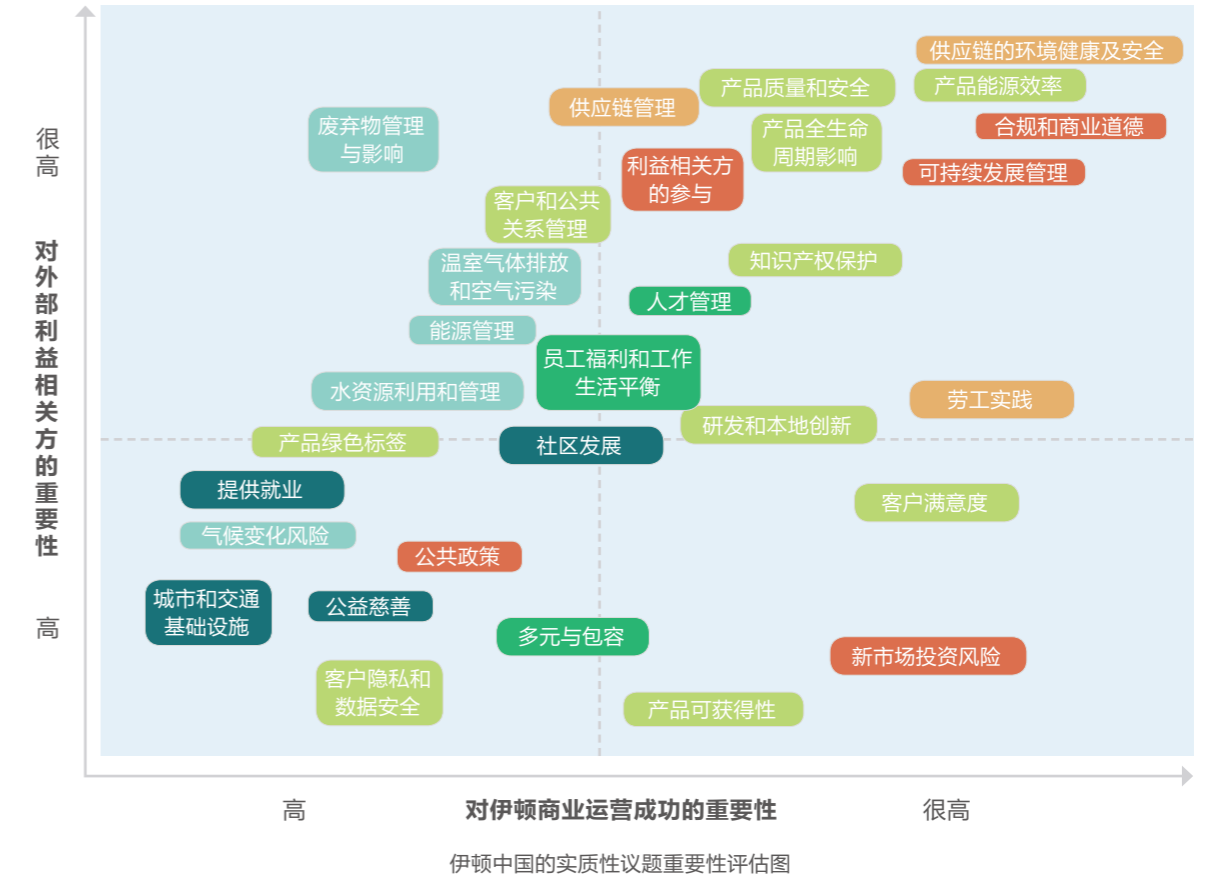 供应链的环境健康及安全
产品质量和安全
产品能源效率
供应链管理
废弃物管理
与影响
产品全生命
周期影响
合规和商业道德
很
高
利益相关方
的参与
可持续发展管理
客户和公共
关系管理
对
外
部
利
益
相
关
方
的
重
要
性
温室气体排放
和空气污染
知识产权保护
人才管理
能源管理
员工福利和工作
生活平衡
水资源利用和管理
劳工实践
研发和本地创新
产品绿色标签
社区发展
提供就业
客户满意度
气候变化风险
公共政策
城市和交通
基础设施
公益慈善
高
多元与包容
新市场投资风险
客户隐私和
数据安全
产品可获得性
高
对伊顿商业运营成功的重要性
很高
伊顿中国的实质性议题重要性评估图